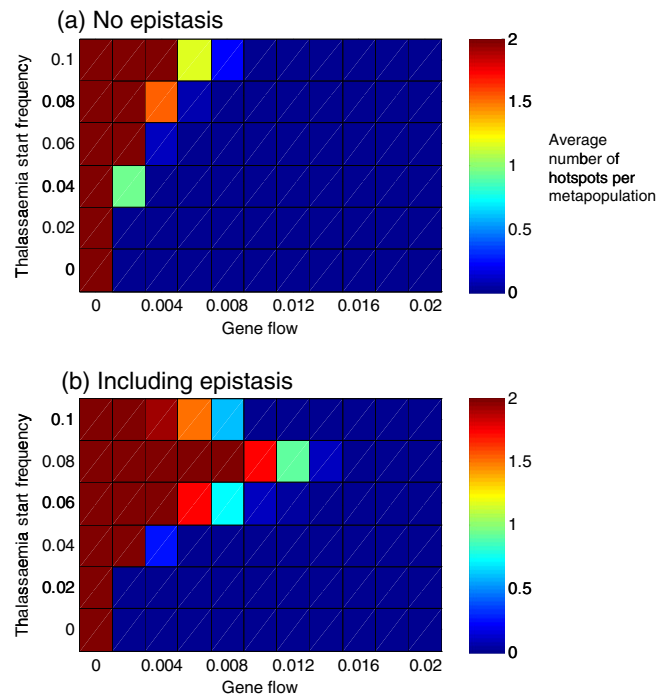 (a) No epistasis
Thalassaemia start frequency
0.1
0.08
0.06
0.04
0.02
0
0 0.004 0.008 0.012 0.016 0.02
Gene flow
2
1.5
1
0.5
0
Average
number of
hotspots per
metapopulation
(b) Including epistasis
Thalassaemia start frequency
0.1
0.08
0.06
0.04
0.02
0
0 0.004 0.008 0.012 0.016 0.02
Gene flow
2
1.5
1
0.5
0